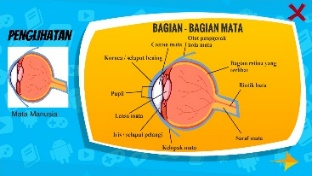 PENGLIHATAN
Mata Manusia
BAGIAN - BAGIAN MATA
Otot penggerak
bola mata
Cairan mata
Kornea / selaput bening
Bagian retina yang
terlihat
Bintik buta
Pupil
Lensa mata
Iris / selaput pelangi
Kelopak mata
Saraf mata